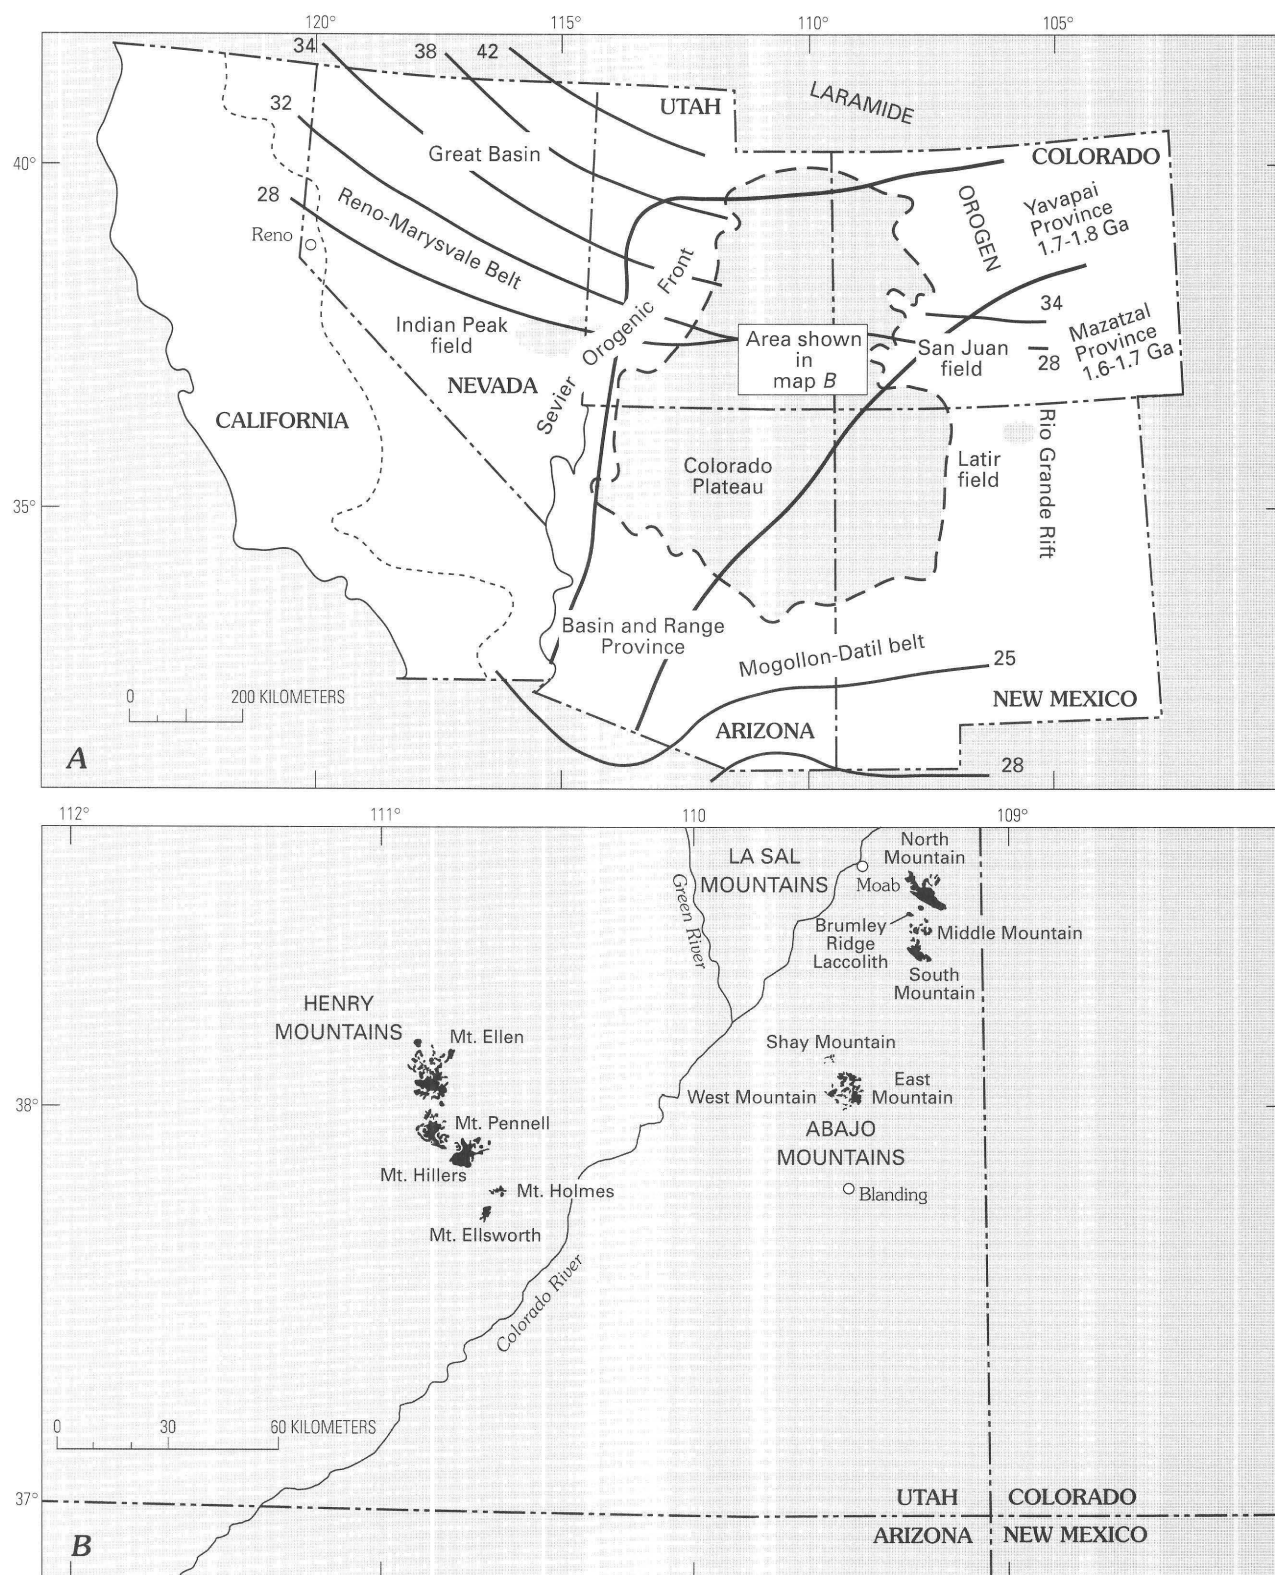 120°
115°
110°
105°
34
38
42
UTAH
LARAMIDE
32
40°
Great Basin
COLORADO
28
Reno-Marysvale Belt
OROGEN
Yavapai
Province
1.7-1.8 Ga
Reno
Sevier Orogenic Front
34
Indian Peak
field
Area shown
in
map B
San Juan
field
28
Mazatzal
Province
1.6-1.7 Ga
NEVADA
CALIFORNIA
Rio Grande Rift
Colorado
Plateau
Latir
field
35°
Basin and Range
Province
Mogollon-Datil belt
25
0
200 KILOMETERS
NEW MEXICO
ARIZONA
A
28
112°
111°
110
109°
LA SAL
MOUNTAINS
North
Mountain
Moab
Green River
Brumley
Ridge
Laccolith
Middle Mountain
South
Mountain
HENRY
MOUNTAINS
Mt. Ellen
Shay Mountain
38°
West Mountain
East
Mountain
Mt. Pennell
ABAJO
MOUNTAINS
Mt. Hillers
Mt. Holmes
Blanding
Mt. Ellsworth
Colorado River
0
30
60 KILOMETERS
37°
UTAH
COLORADO
B
ARIZONA
NEW MEXICO